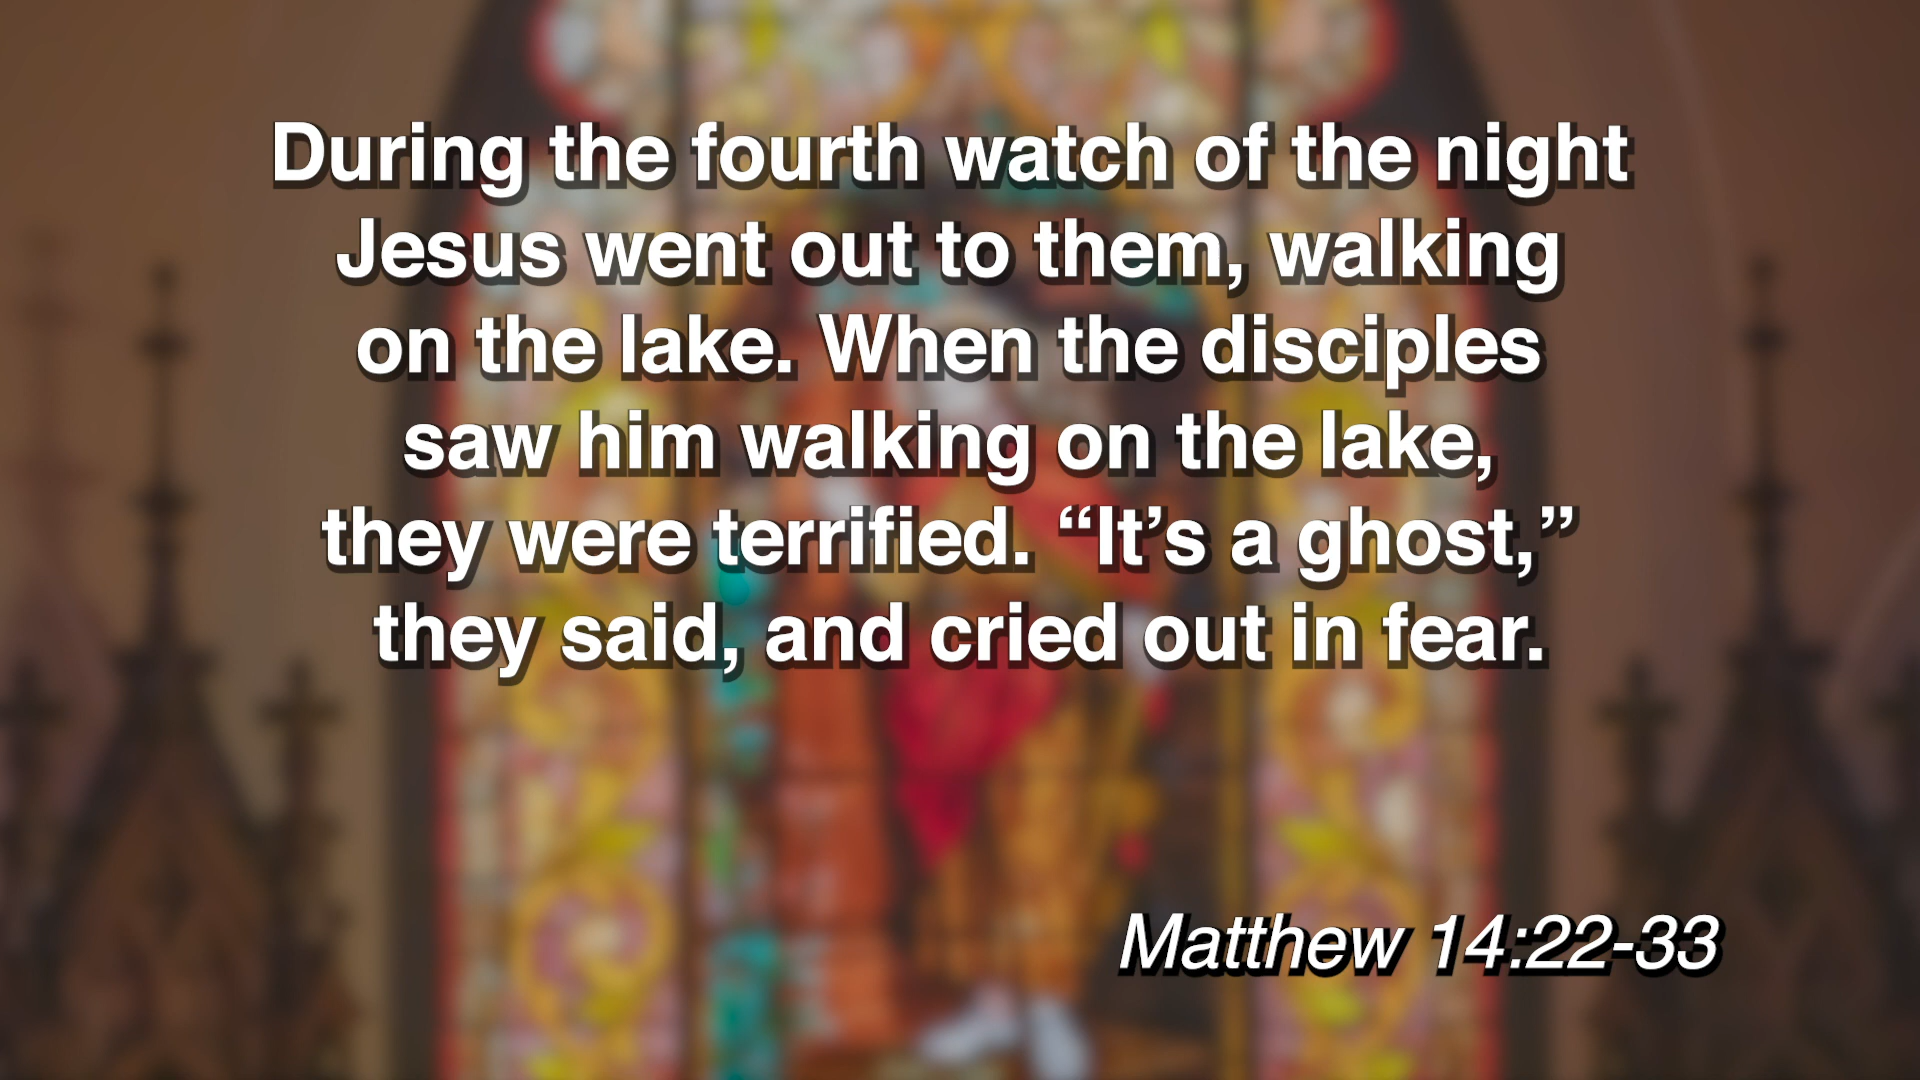 During the fourth watch of the night
Jesus went out to them, walking
on the lake. When the disciples
saw him walking on the lake,
they were terrified. “It’s a ghost,”
they said, and cried out in fear.
Matthew 14:22-33